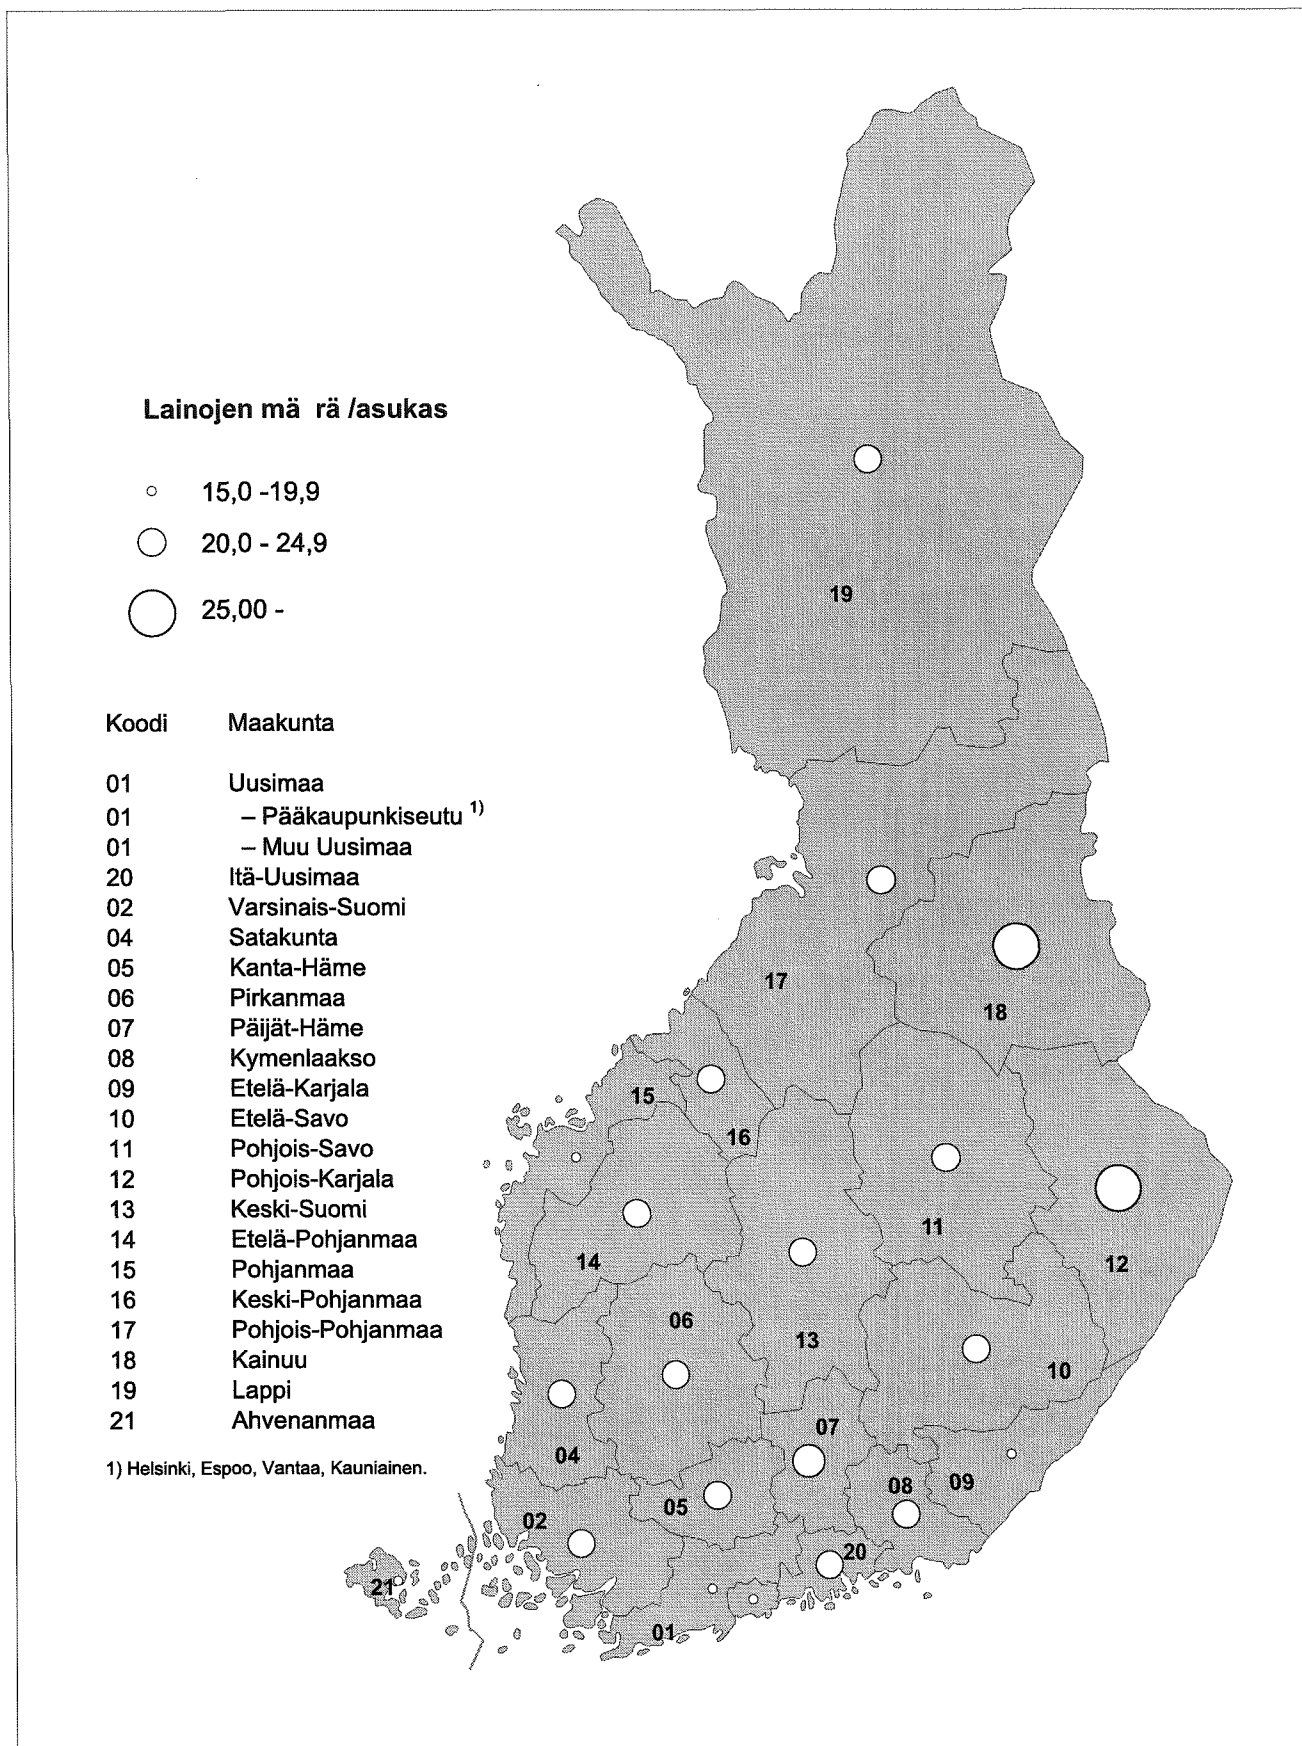 Lainojen mä rä /asukas
15,0 -19,9
20,0 - 24,9
25,00 -
Koodi Maakunta
01 Uusimaa
01 – Pääkaupunkiseutu 1)
01 – Muu Uusimaa
20 Itä-Uusimaa
02 Varsinais-Suomi
04 Satakunta
05 Kanta-Häme
06 Pirkanmaa
07 Päijät-Häme
08 Kymenlaakso
09 Etelä-Karjala
10 Etelä-Savo
11 Pohjois-Savo
12 Pohjois-Karjala
13 Keski-Suomi
14 Etelä-Pohjanmaa
15 Pohjanmaa
16 Keski-Pohjanmaa
17 Pohjois-Pohjanmaa
18 Kainuu
19 Lappi
21 Ahvenanmaa
1) Helsinki, Espoo, Vantaa, Kauniainen.
19
17
18
15
16
11
14
12
06
13
10
07
04
09
08
05
02
20
21
01